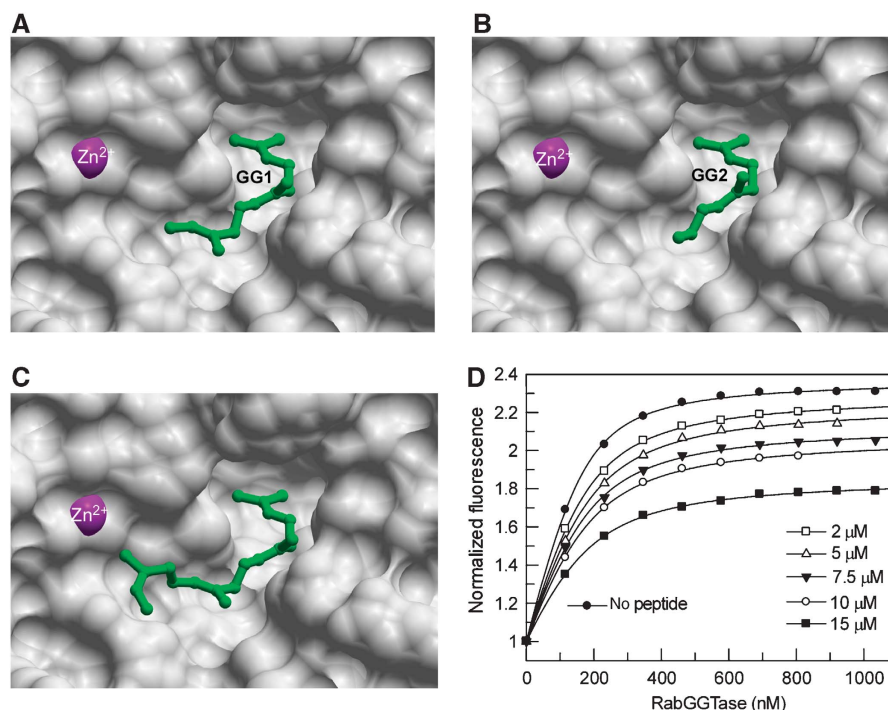 A
Zn2+
GG1
B
Zn2+
GG2
C
Zn2+
D
Normalized fluorescence
2.4
2.2
2
1.8
1.6
1.4
1.2
1
No peptide
2 μM
5 μM
7.5 μM
10 μM
15 μM
0
200
400
600
800
1000
RabGGTase (nM)